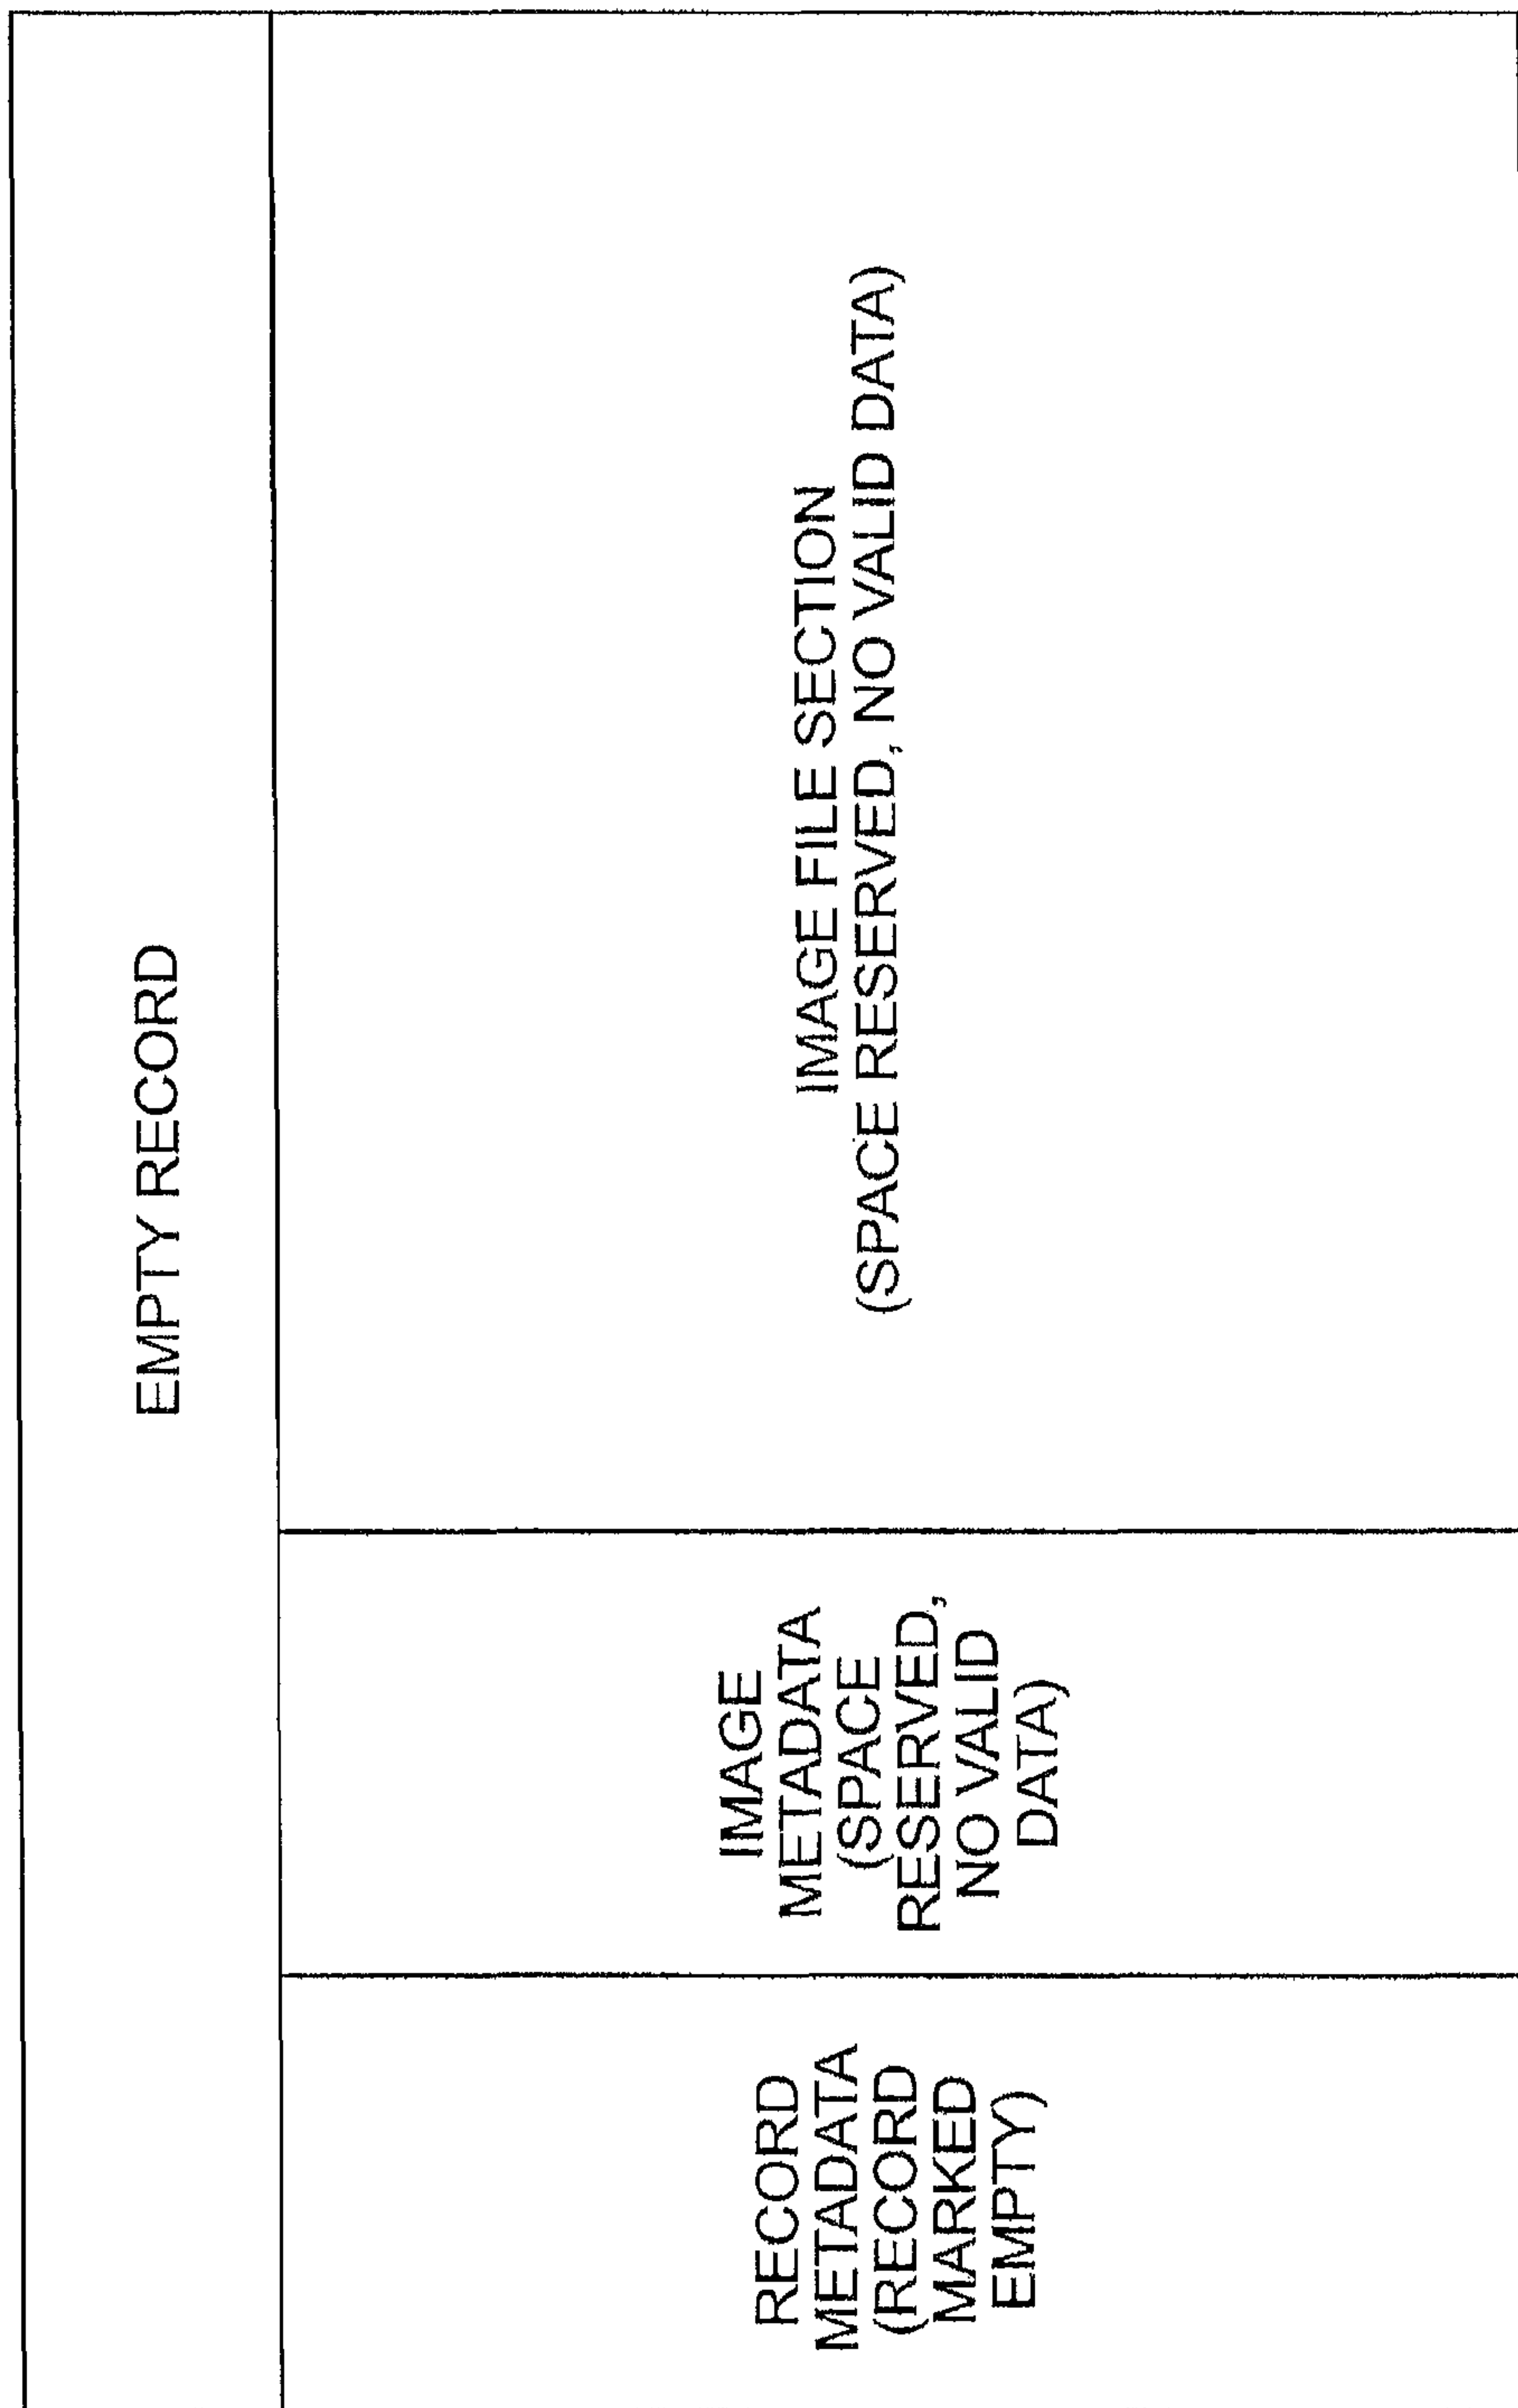 EMPTY RECORD
RECORD
METADATA
(RECORD
MARKED
EMPTY)
IMAGE
METADATA
(SPACE
RESERVED,
NO VALID
DATA)
IMAGE FILE SECTION
(SPACE RESERVED, NO VALID DATA)